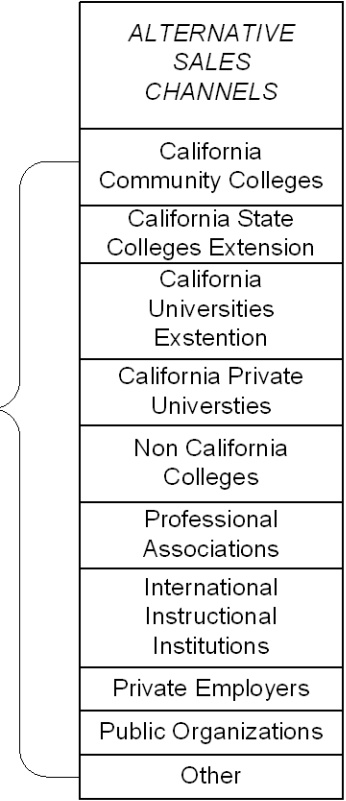 ALTERNATIVE
SALES
CHANNELS
California
Community Colleges
California State
Colleges Extension
California
Universities
Exstention
California Private
Universties
Non California
Colleges
Professional
Associations
International
Instructional
Institutions
Private Employers
Public Organizations
Other